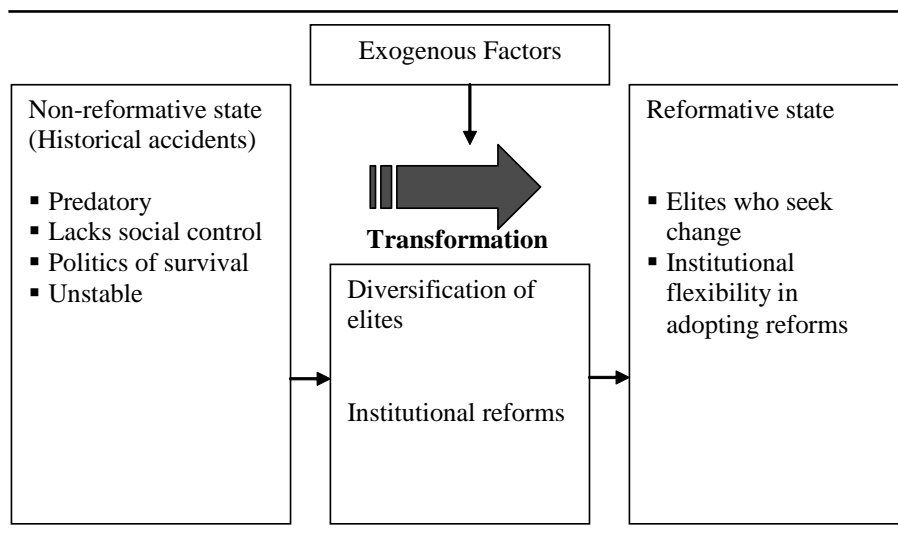 Exogenous Factors
Non-reformative state
(Historical accidents)
▪ Predatory
▪ Lacks social control
▪ Politics of survival
▪ Unstable
Transformation
Diversification of
elites
Institutional reforms
Reformative state
▪ Elites who seek
change
▪ Institutional
flexibility in
adopting reforms